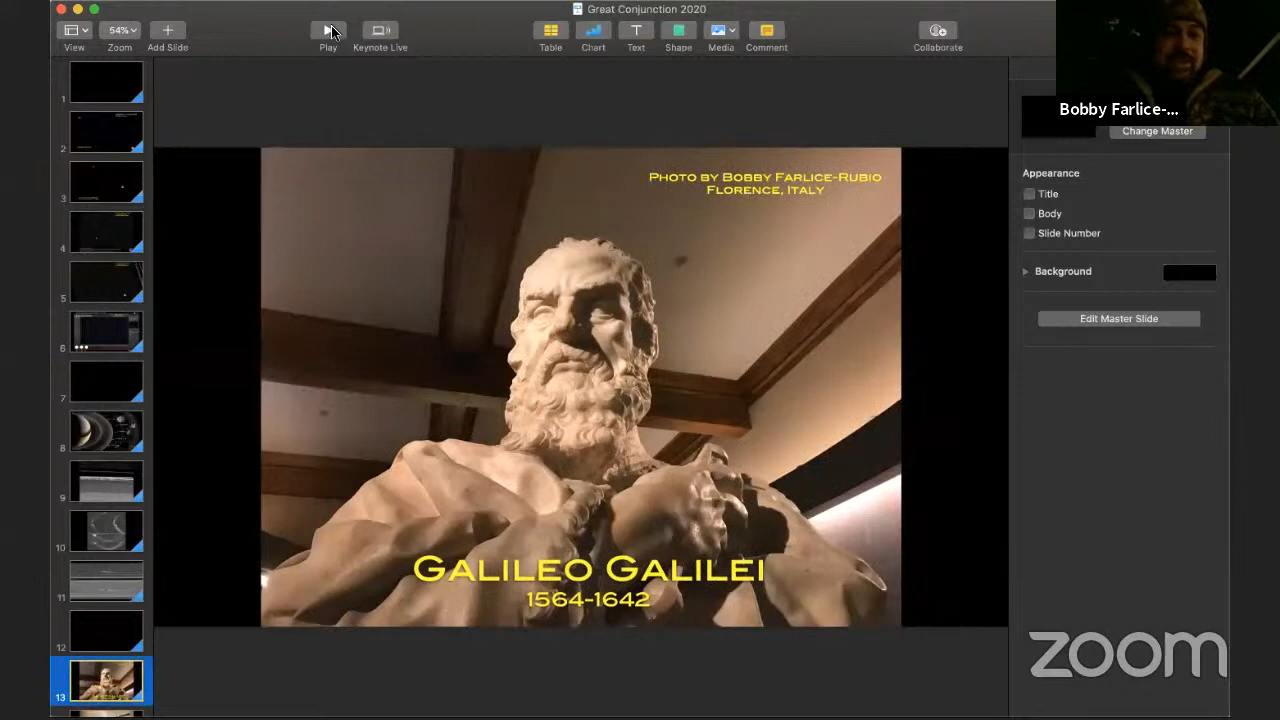 Great Conjunction 2020
54%
View
Zoom
Add Slide
Play
Keynote Live
Table
Chart
Text
Shape
Media
Comment
Collaborate
Bobby Farlice-...
Change Master
Appearance
Title
Body
Slide Number
Background
Edit Master Slide
1
2
3
4
5
6
7
8
9
10
11
12
13
Photo by Bobby Farlice-Rubio
Florence, Italy
Galileo Galilei
1564-1642
zoom